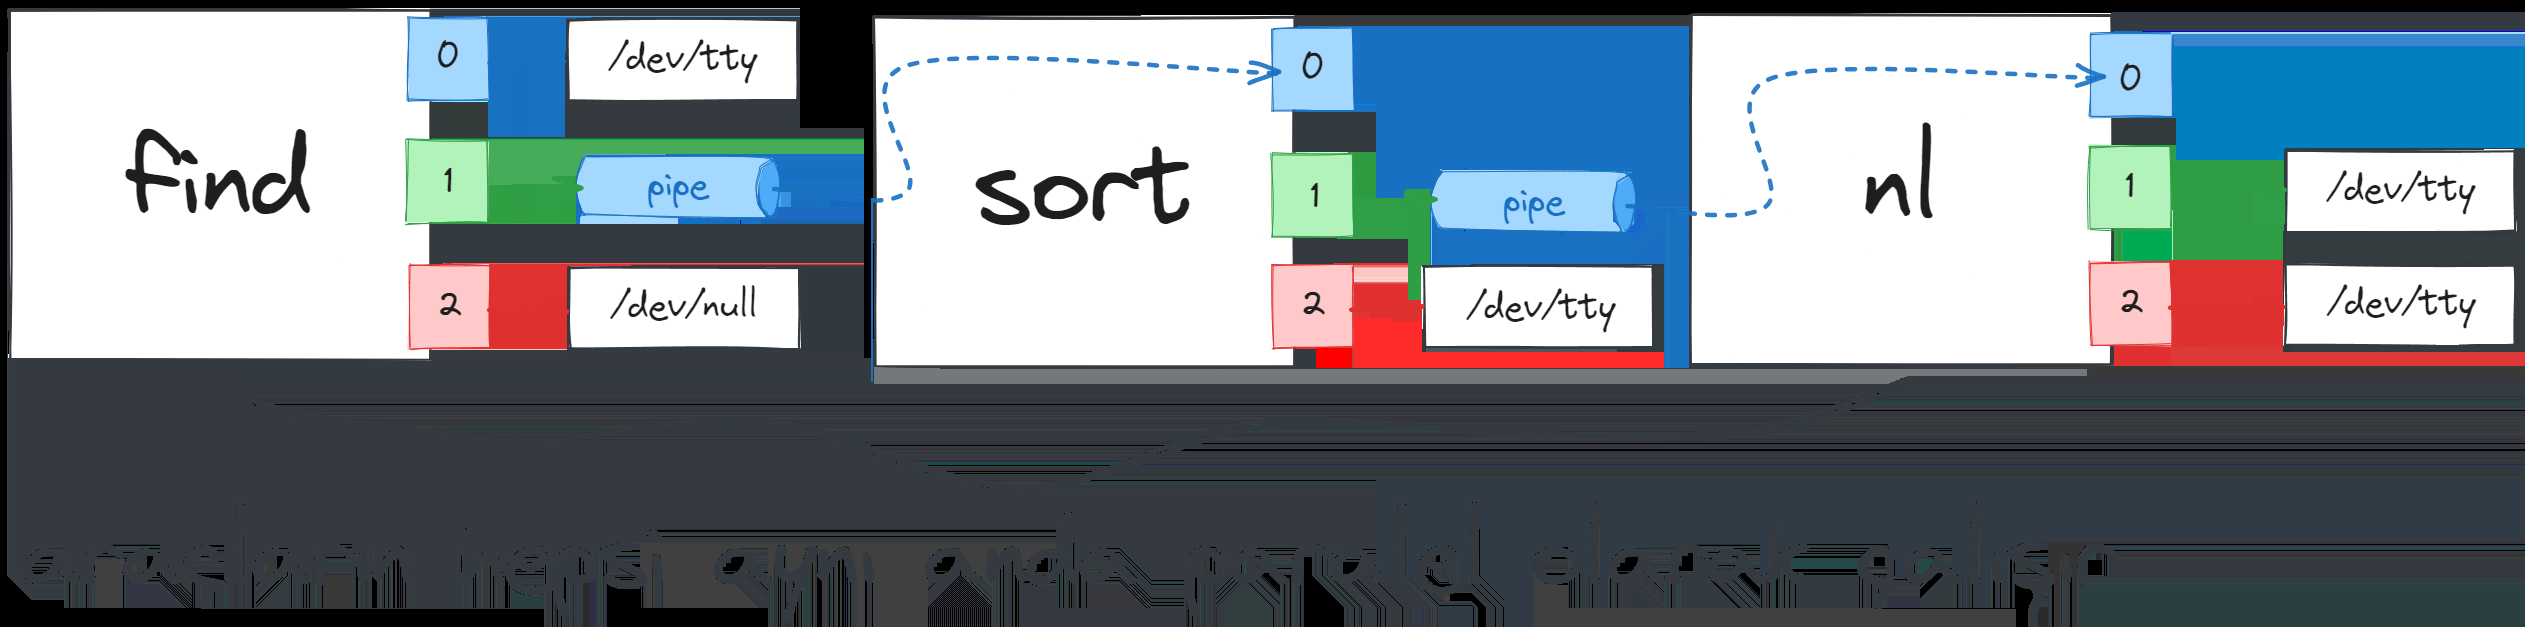 find
0
/dev/tty
1
pipe
2
/dev/null
sort
0
1
pipe
2
/dev/tty
nl
0
1
/dev/tty
2
/dev/tty
hepsi aynı anda paralel olarak çalışır